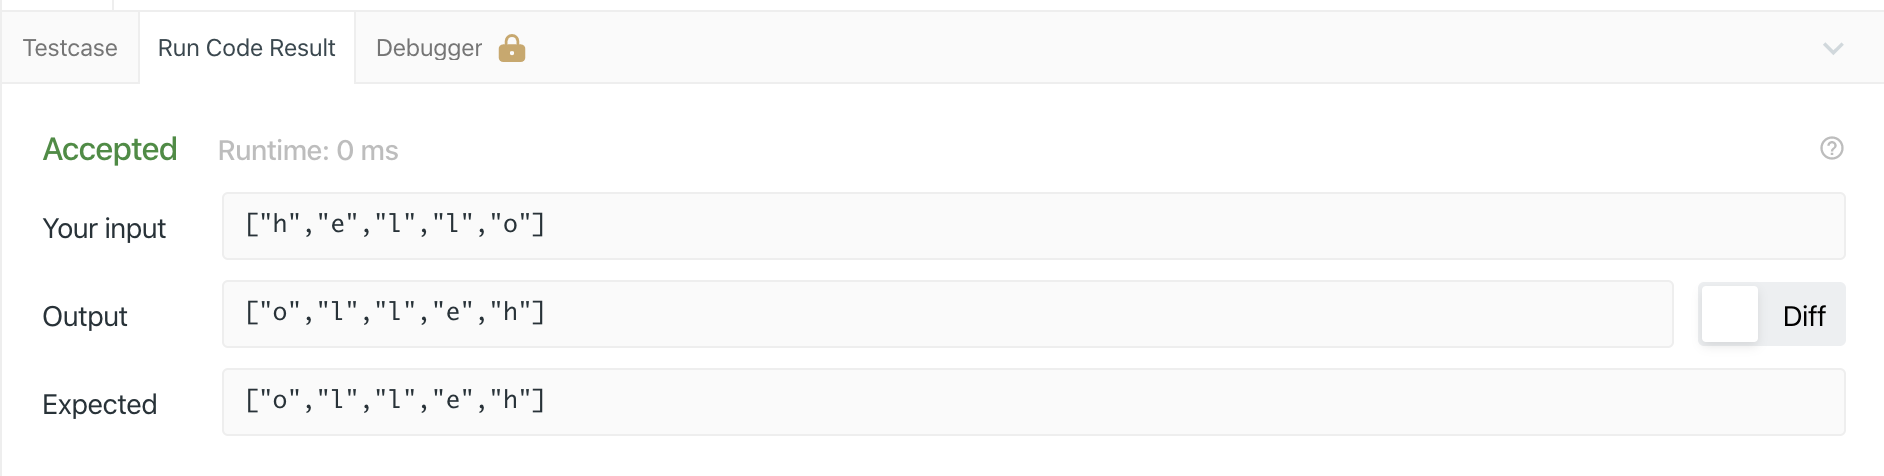 Testcase Run Code Result Debugger
Accepted Runtime: 0 ms
Your input ["h","e","l","l","o"]
Output ["o","l","l","e","h"] Diff
Expected ["o","l","l","e","h"]